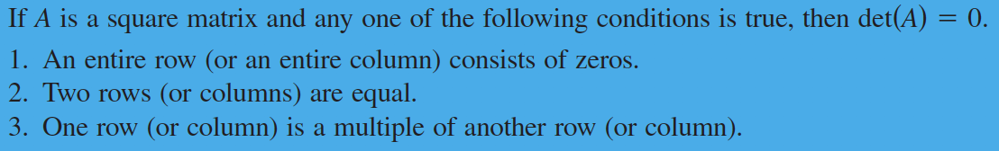 If A is a square matrix and any one of the following conditions is true, then det(A) = 0.
1. An entire row (or an entire column) consists of zeros.
2. Two rows (or columns) are equal.
3. One row (or column) is a multiple of another row (or column).